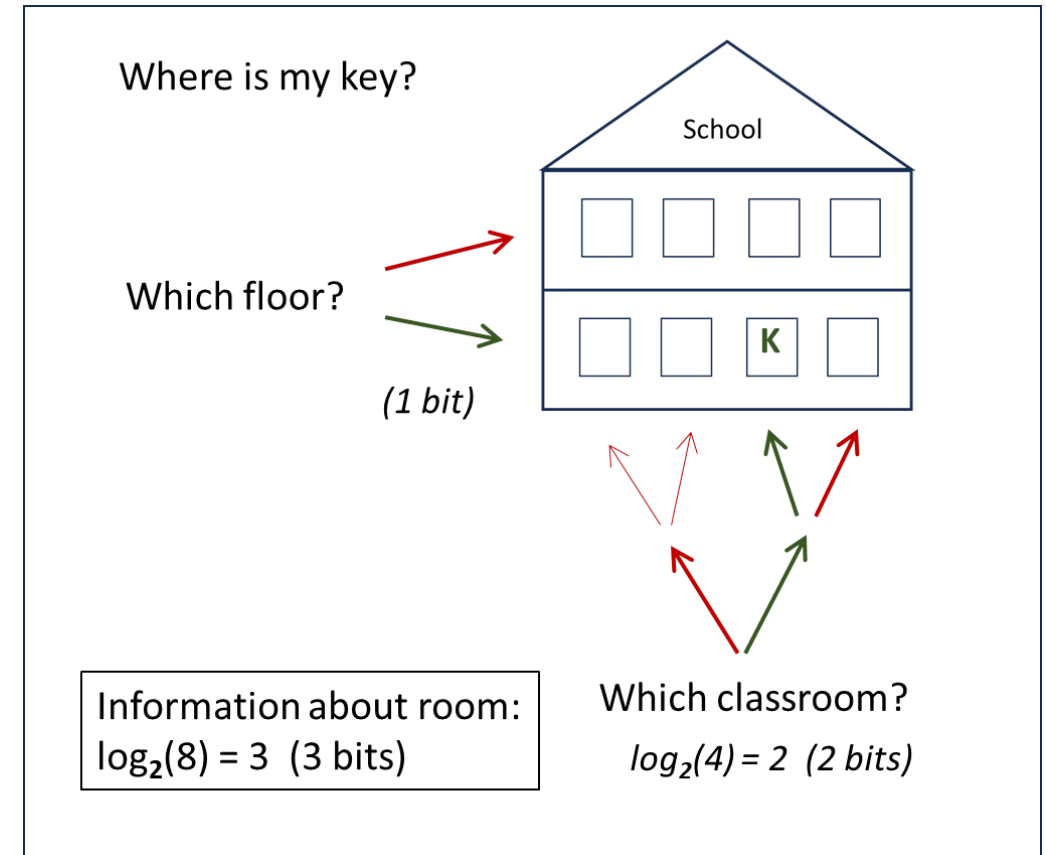 Where is my key?
School
Which floor?
K
(1 bit)
Information about room:
log₂(8) = 3 (3 bits)
Which classroom?
log₂(4) = 2 (2 bits)